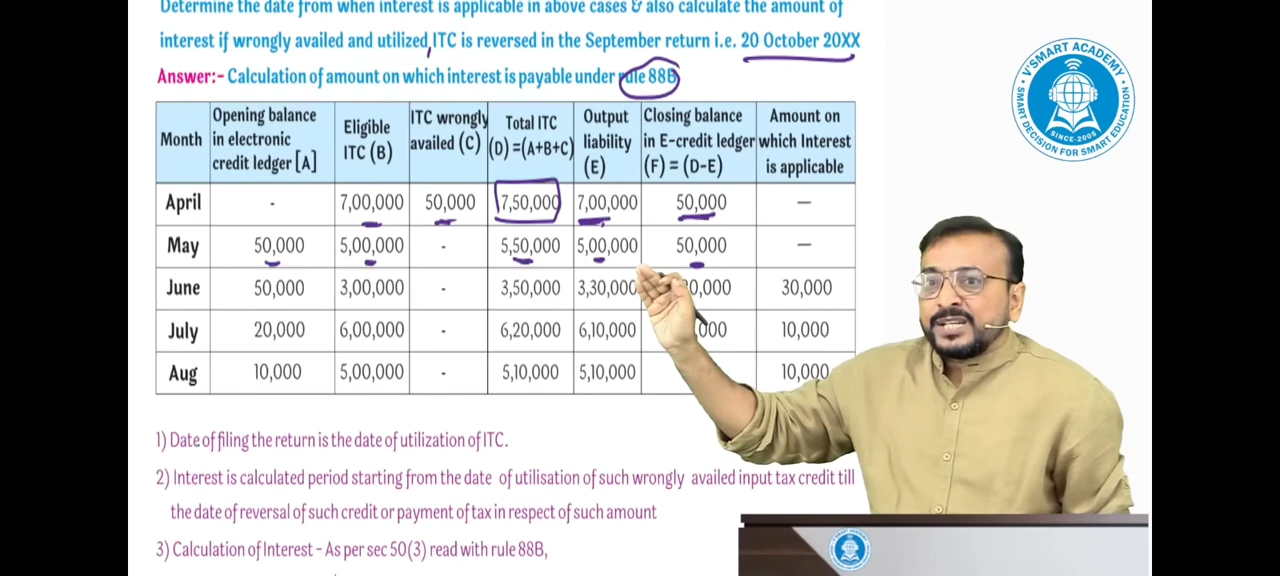 Determine the date from when interest is applicable in above cases & also calculate the amount of
interest if wrongly availed and utilized, ITC is reversed in the September return i.e. 20 October 20XX
Answer:- Calculation of amount on which interest is payable under rule 88B
Month Opening balance in electronic credit ledger [A] Eligible ITC (B) ITC wrongly availed (C) Total ITC (D) =(A+B+C) Output liability (E) Closing balance in E-credit ledger (F) = (D-E) Amount on which Interest is applicable
April - 7,00,000 50,000 7,50,000 7,00,000 50,000 —
May 50,000 5,00,000 - 5,50,000 5,00,000 50,000 —
June 50,000 3,00,000 - 3,50,000 3,30,000 30,000
July 20,000 6,00,000 - 6,20,000 6,10,000 10,000
Aug 10,000 5,00,000 - 5,10,000 5,10,000 10,000
1) Date of filing the return is the date of utilization of ITC.
2) Interest is calculated period starting from the date of utilisation of such wrongly availed input tax credit till
the date of reversal of such credit or payment of tax in respect of such amount
3) Calculation of Interest - As per sec 50(3) read with rule 88B,
V'SMART ACADEMY
SINCE-2005
SMART DECISION FOR SMART EDUCATION